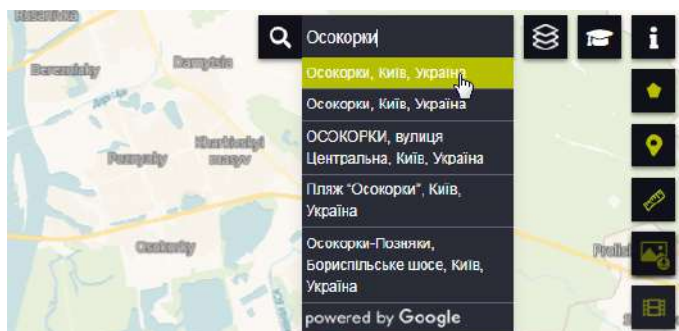 Rusanivka
Осокорки
Berezniaky
Darnytsia
Осокорки, Київ, Україна
Осокорки, Київ, Україна
Kharkivskyi
masyv
Pozniaky
ОСОКОРКИ, вулиця
Центральна, Київ, Україна
Пляж "Осокорки", Київ,
Україна
Osokorky
Осокорки-Позняки,
Бориспільське шосе, Київ,
Україна
powered by Google